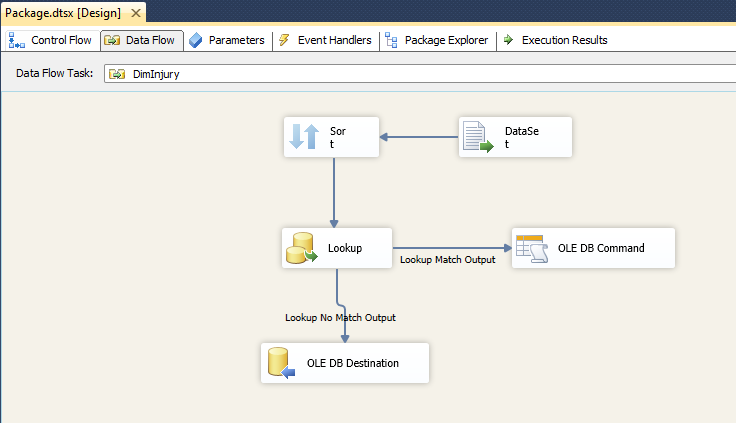 Package.dtsx [Design]
Control Flow Data Flow Parameters Event Handlers Package Explorer Execution Results
Data Flow Task: DimInjury
Sor
t
DataSe
t
Lookup
Lookup Match Output
OLE DB Command
Lookup No Match Output
OLE DB Destination